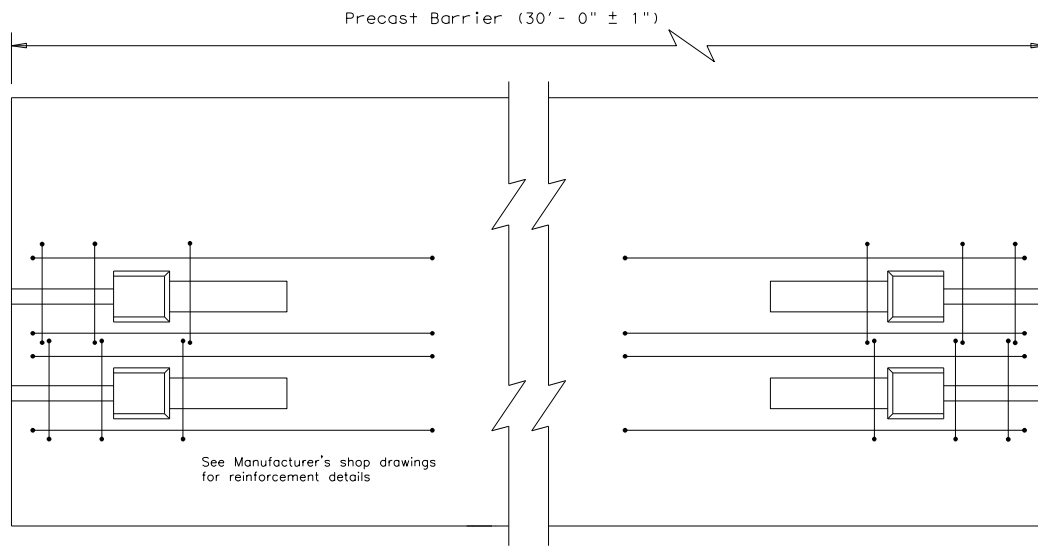 Precast Barrier (30'- 0" ± 1")
See Manufacturer's shop drawings
for reinforcement details